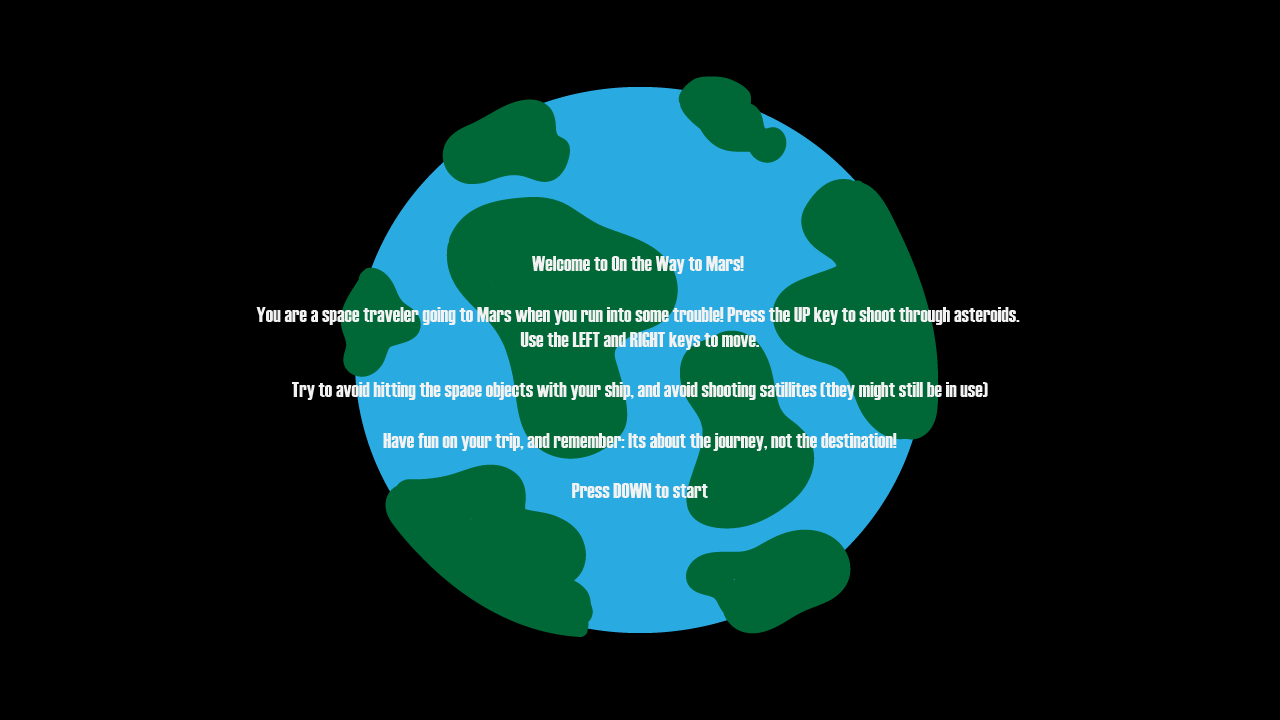 Welcome to On the Way to Mars!
You are a space traveler going to Mars when you run into some trouble! Press the UP key to shoot through asteroids.
Use the LEFT and RIGHT keys to move.
Try to avoid hitting the space objects with your ship, and avoid shooting satillites (they might still be in use)
Have fun on your trip, and remember: Its about the journey, not the destination!
Press DOWN to start